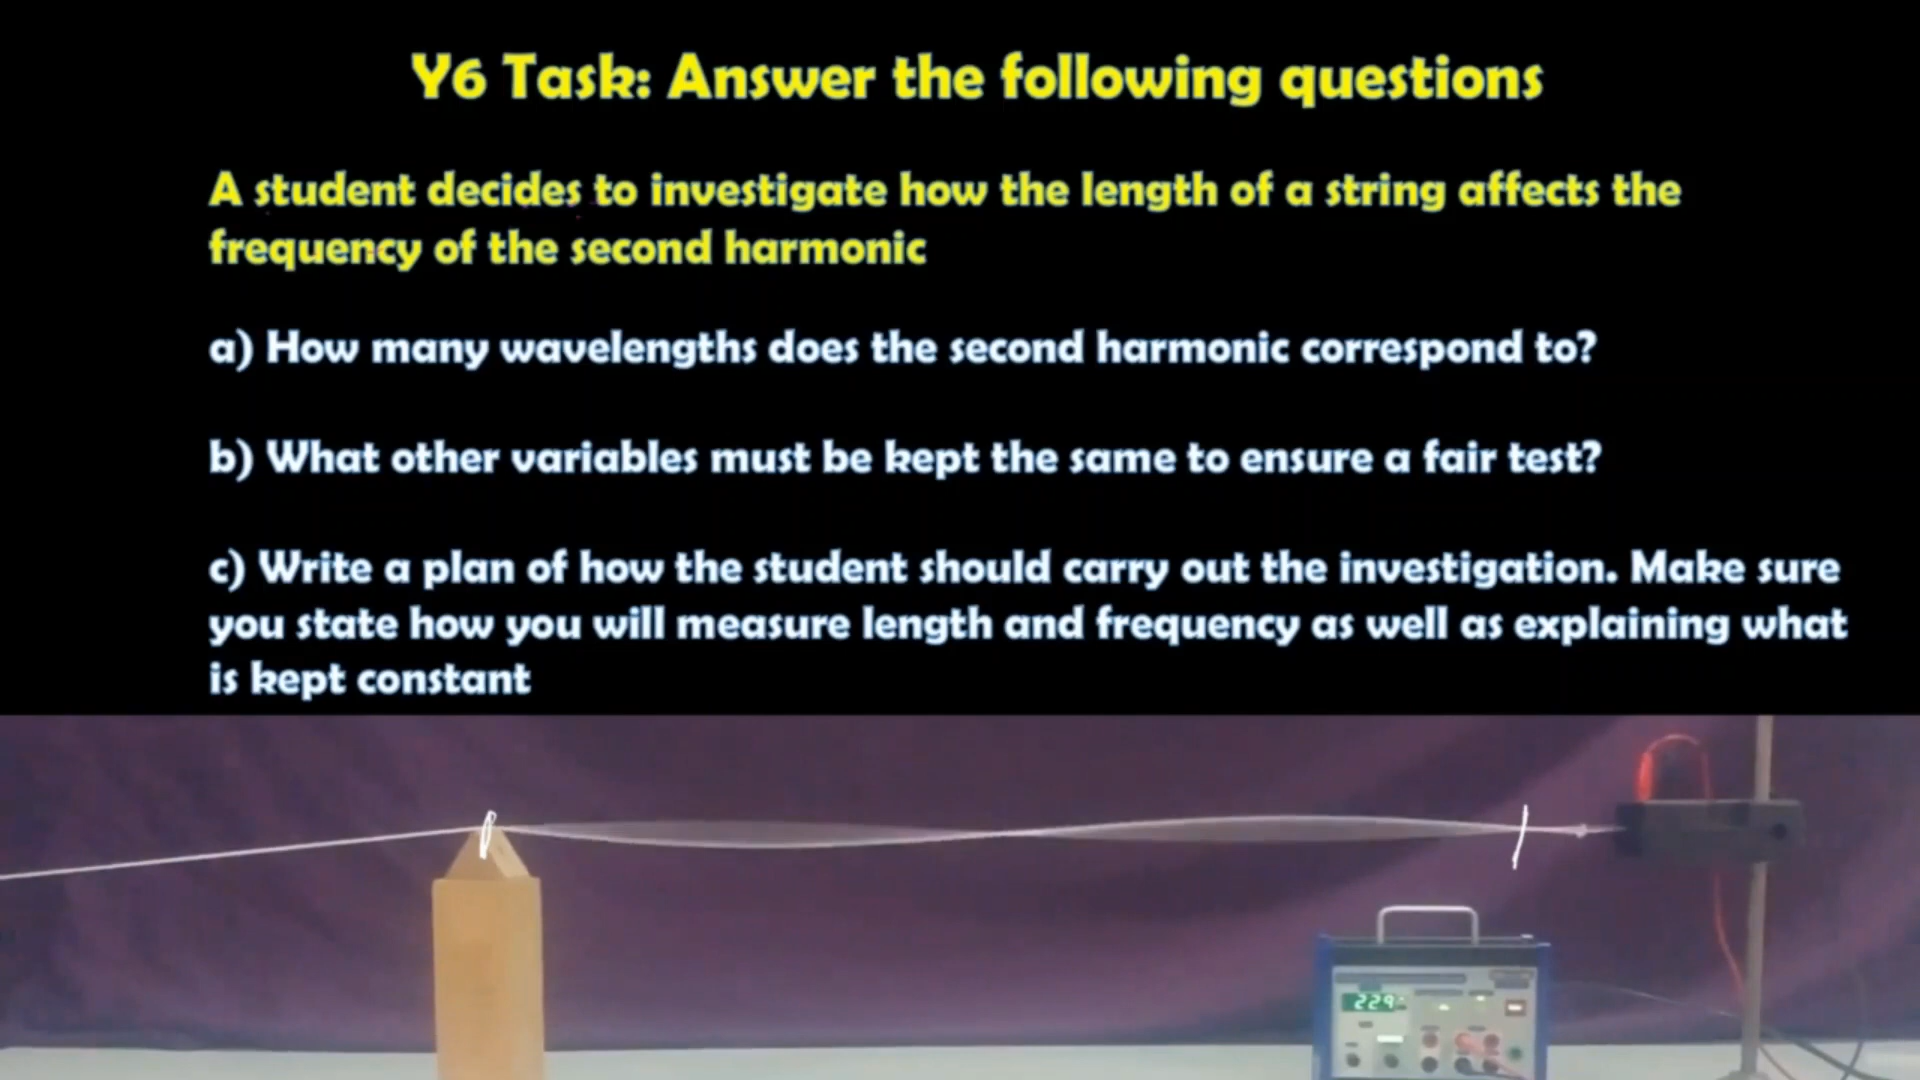 Y6 Task: Answer the following questions
A student decides to investigate how the length of a string affects the
frequency of the second harmonic
a) How many wavelengths does the second harmonic correspond to?
b) What other variables must be kept the same to ensure a fair test?
c) Write a plan of how the student should carry out the investigation. Make sure
you state how you will measure length and frequency as well as explaining what
is kept constant
229